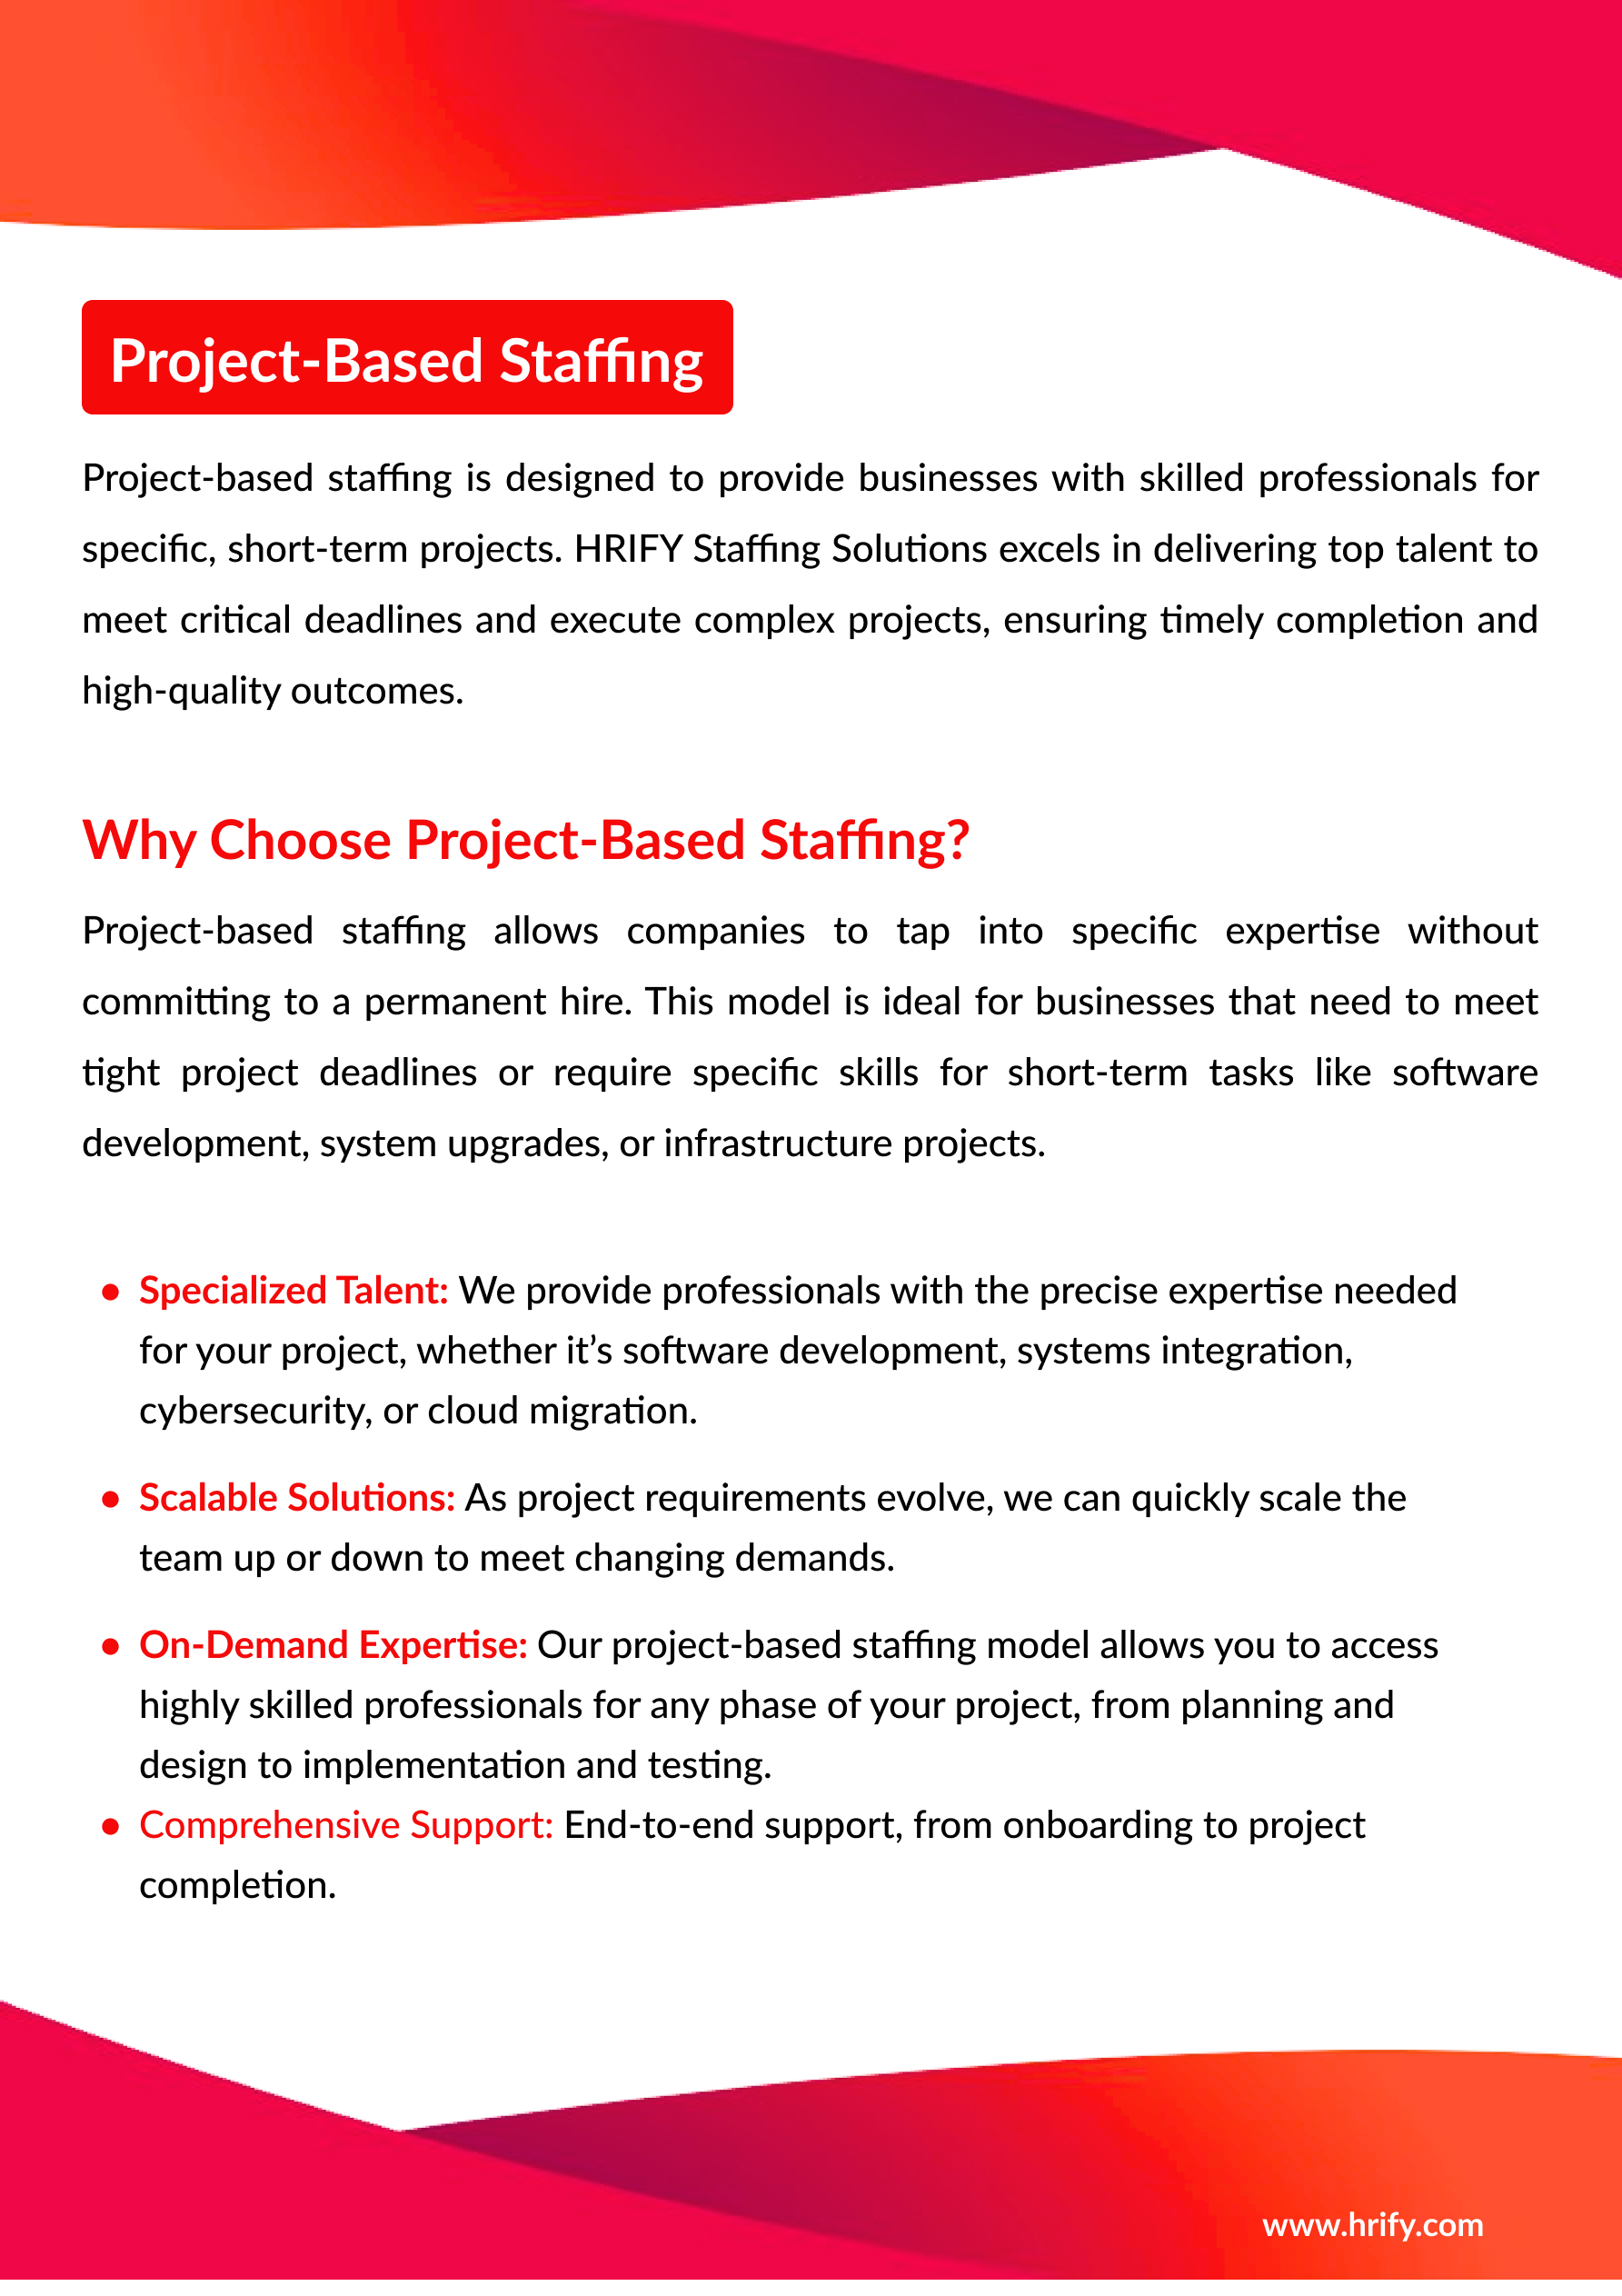 Project-Based Staffing
Project-based staffing is designed to provide businesses with skilled professionals for
specific, short-term projects. HRIFY Staffing Solutions excels in delivering top talent to
meet critical deadlines and execute complex projects, ensuring timely completion and
high-quality outcomes.
Why Choose Project-Based Staffing?
Project-based staffing allows companies to tap into specific expertise without
committing to a permanent hire. This model is ideal for businesses that need to meet
tight project deadlines or require specific skills for short-term tasks like software
development, system upgrades, or infrastructure projects.
• Specialized Talent: We provide professionals with the precise expertise needed
for your project, whether it’s software development, systems integration,
cybersecurity, or cloud migration.
• Scalable Solutions: As project requirements evolve, we can quickly scale the
team up or down to meet changing demands.
• On-Demand Expertise: Our project-based staffing model allows you to access
highly skilled professionals for any phase of your project, from planning and
design to implementation and testing.
• Comprehensive Support: End-to-end support, from onboarding to project
completion.
www.hrify.com